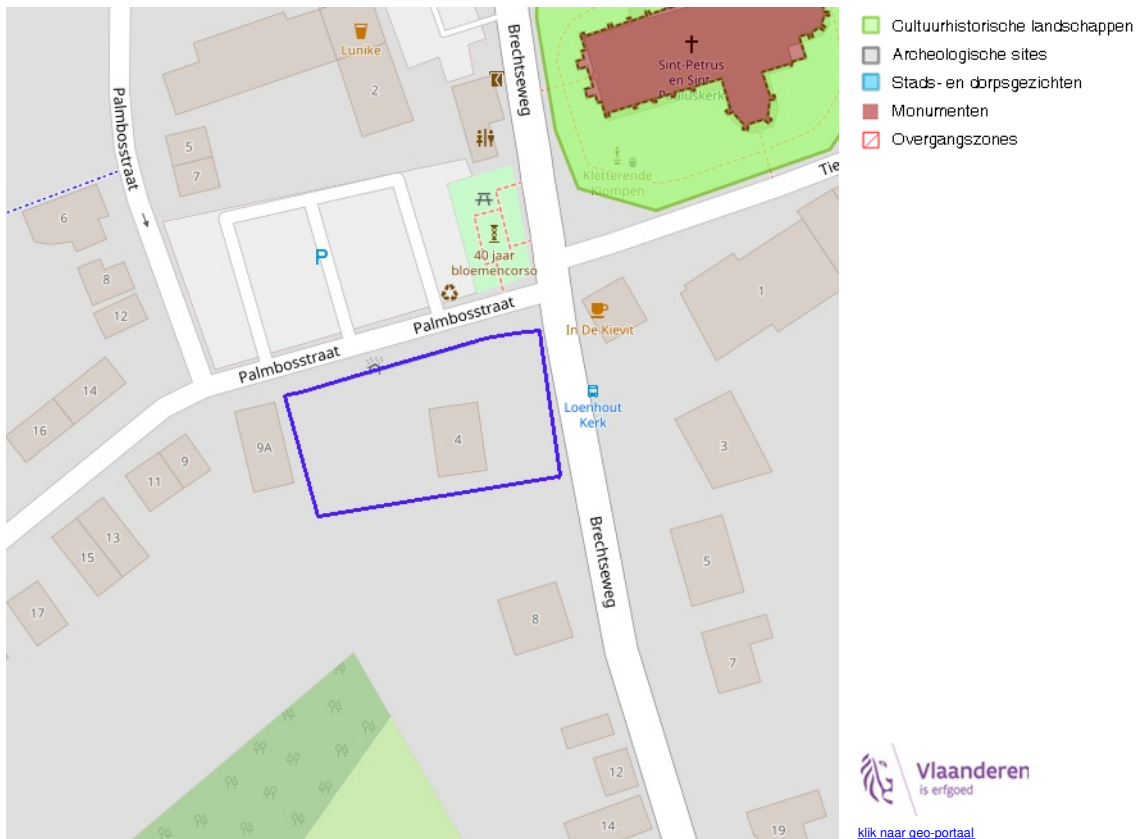 Lunike
2
Brechtseweg
Sint-Petrus
en Sint-
Pauluskerk
Palmbosstraat
5
7
Kletterende
Klompen
Tie
6
P
40 jaar
bloemencorso
8
12
Palmbosstraat
1
In De Kievit
Palmbosstraat
14
16
Loenhout
Kerk
9A
4
3
9
11
13
15
Brechtseweg
5
17
8
7
12
14
19
Cultuurhistorische landschappen
Archeologische sites
Stads- en dorpsgezichten
Monumenten
Overgangszones
Vlaanderen
is erfgoed
klik naar geo-portaal